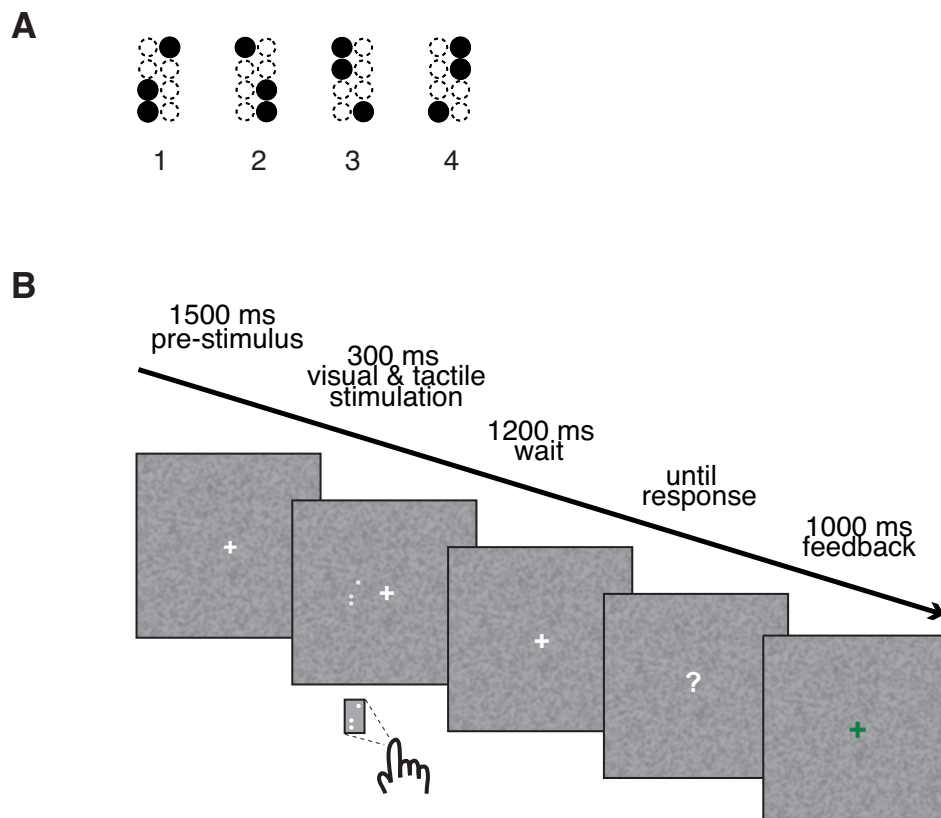 A
1 2 3 4
B
1500 ms
pre-stimulus
300 ms
visual & tactile
stimulation
1200 ms
wait
until
response
1000 ms
feedback
?